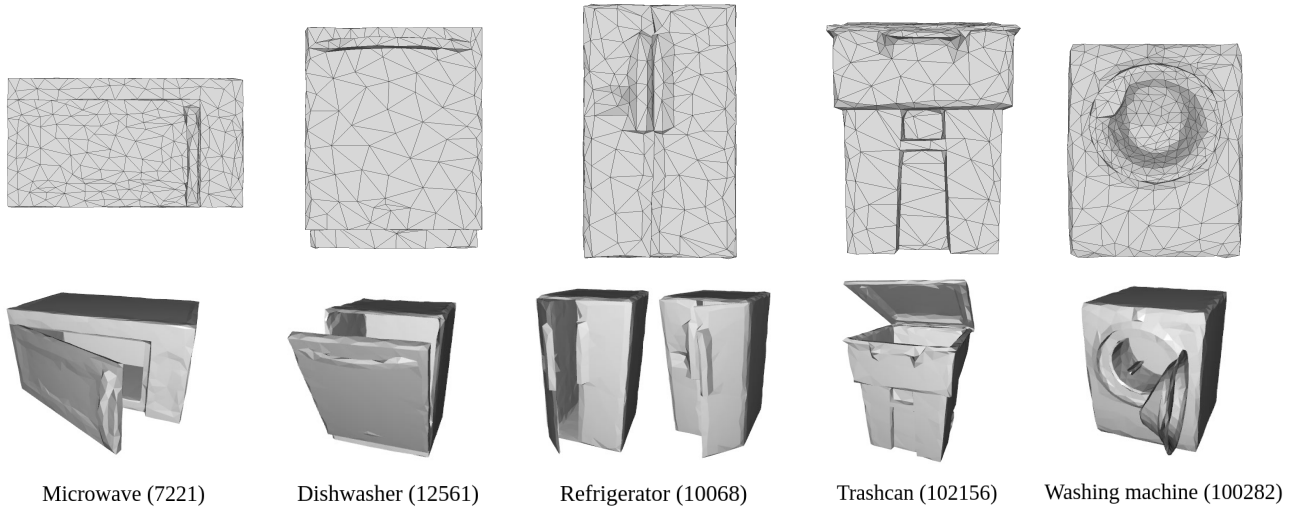 Microwave (7221)
Dishwasher (12561)
Refrigerator (10068)
Trashcan (102156)
Washing machine (100282)